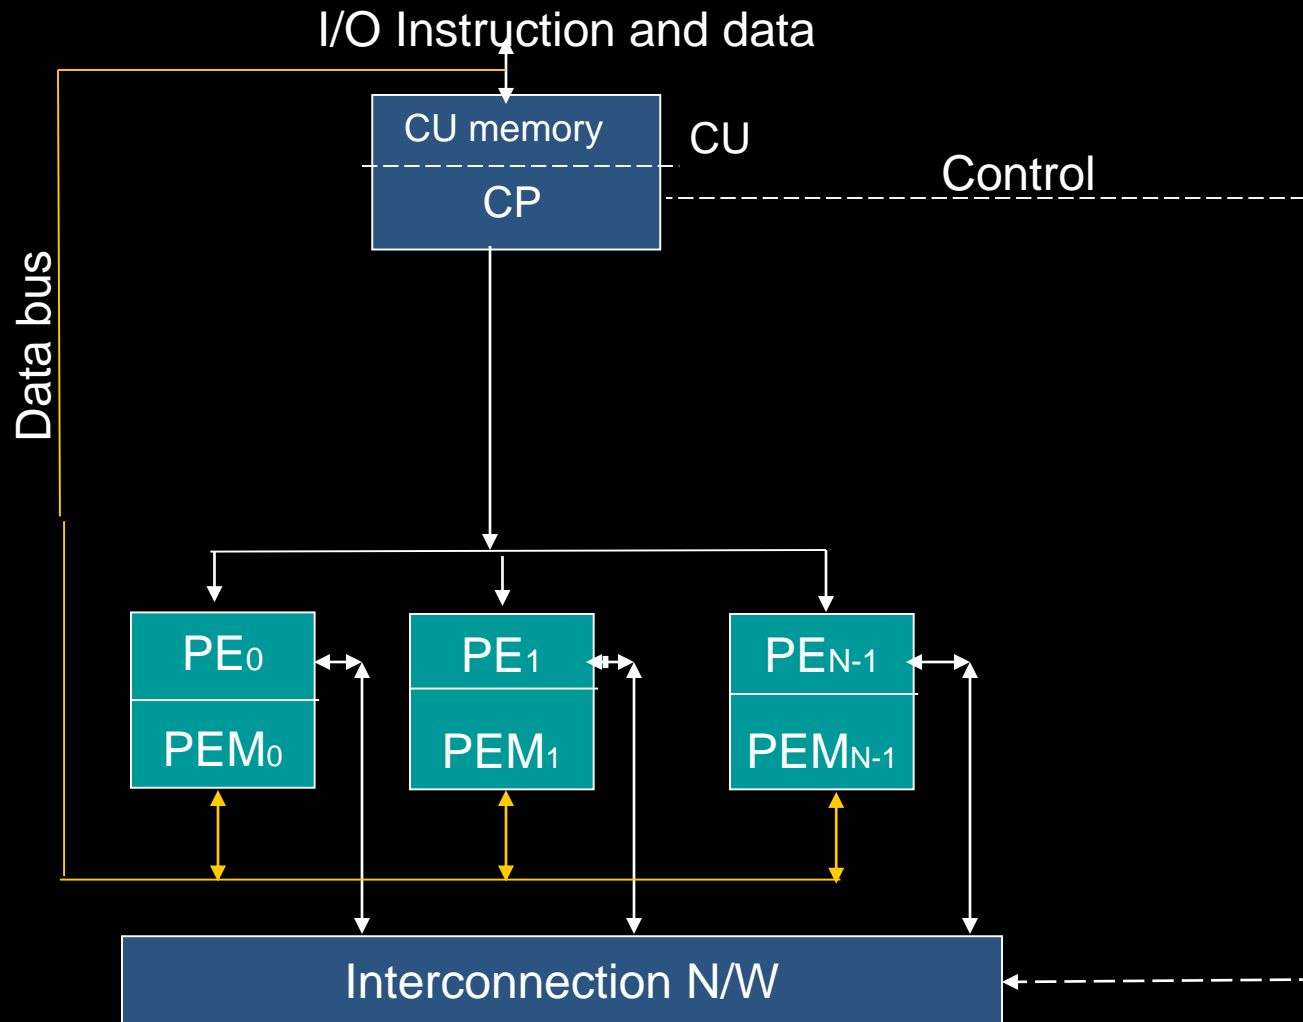 I/O Instruction and data
CU memory
CU
CP
Control
Data bus
PE0
PE1
PEN-1
PEM0
PEM1
PEMN-1
Interconnection N/W